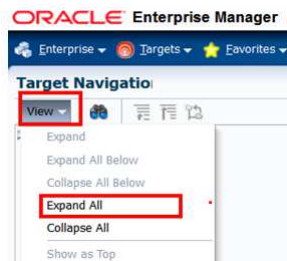 ORACLE Enterprise Manager
Enterprise Targets Favorites
Target Navigatio
View
Expand
Expand All Below
Collapse All Below
Expand All
Collapse All
Show as Top